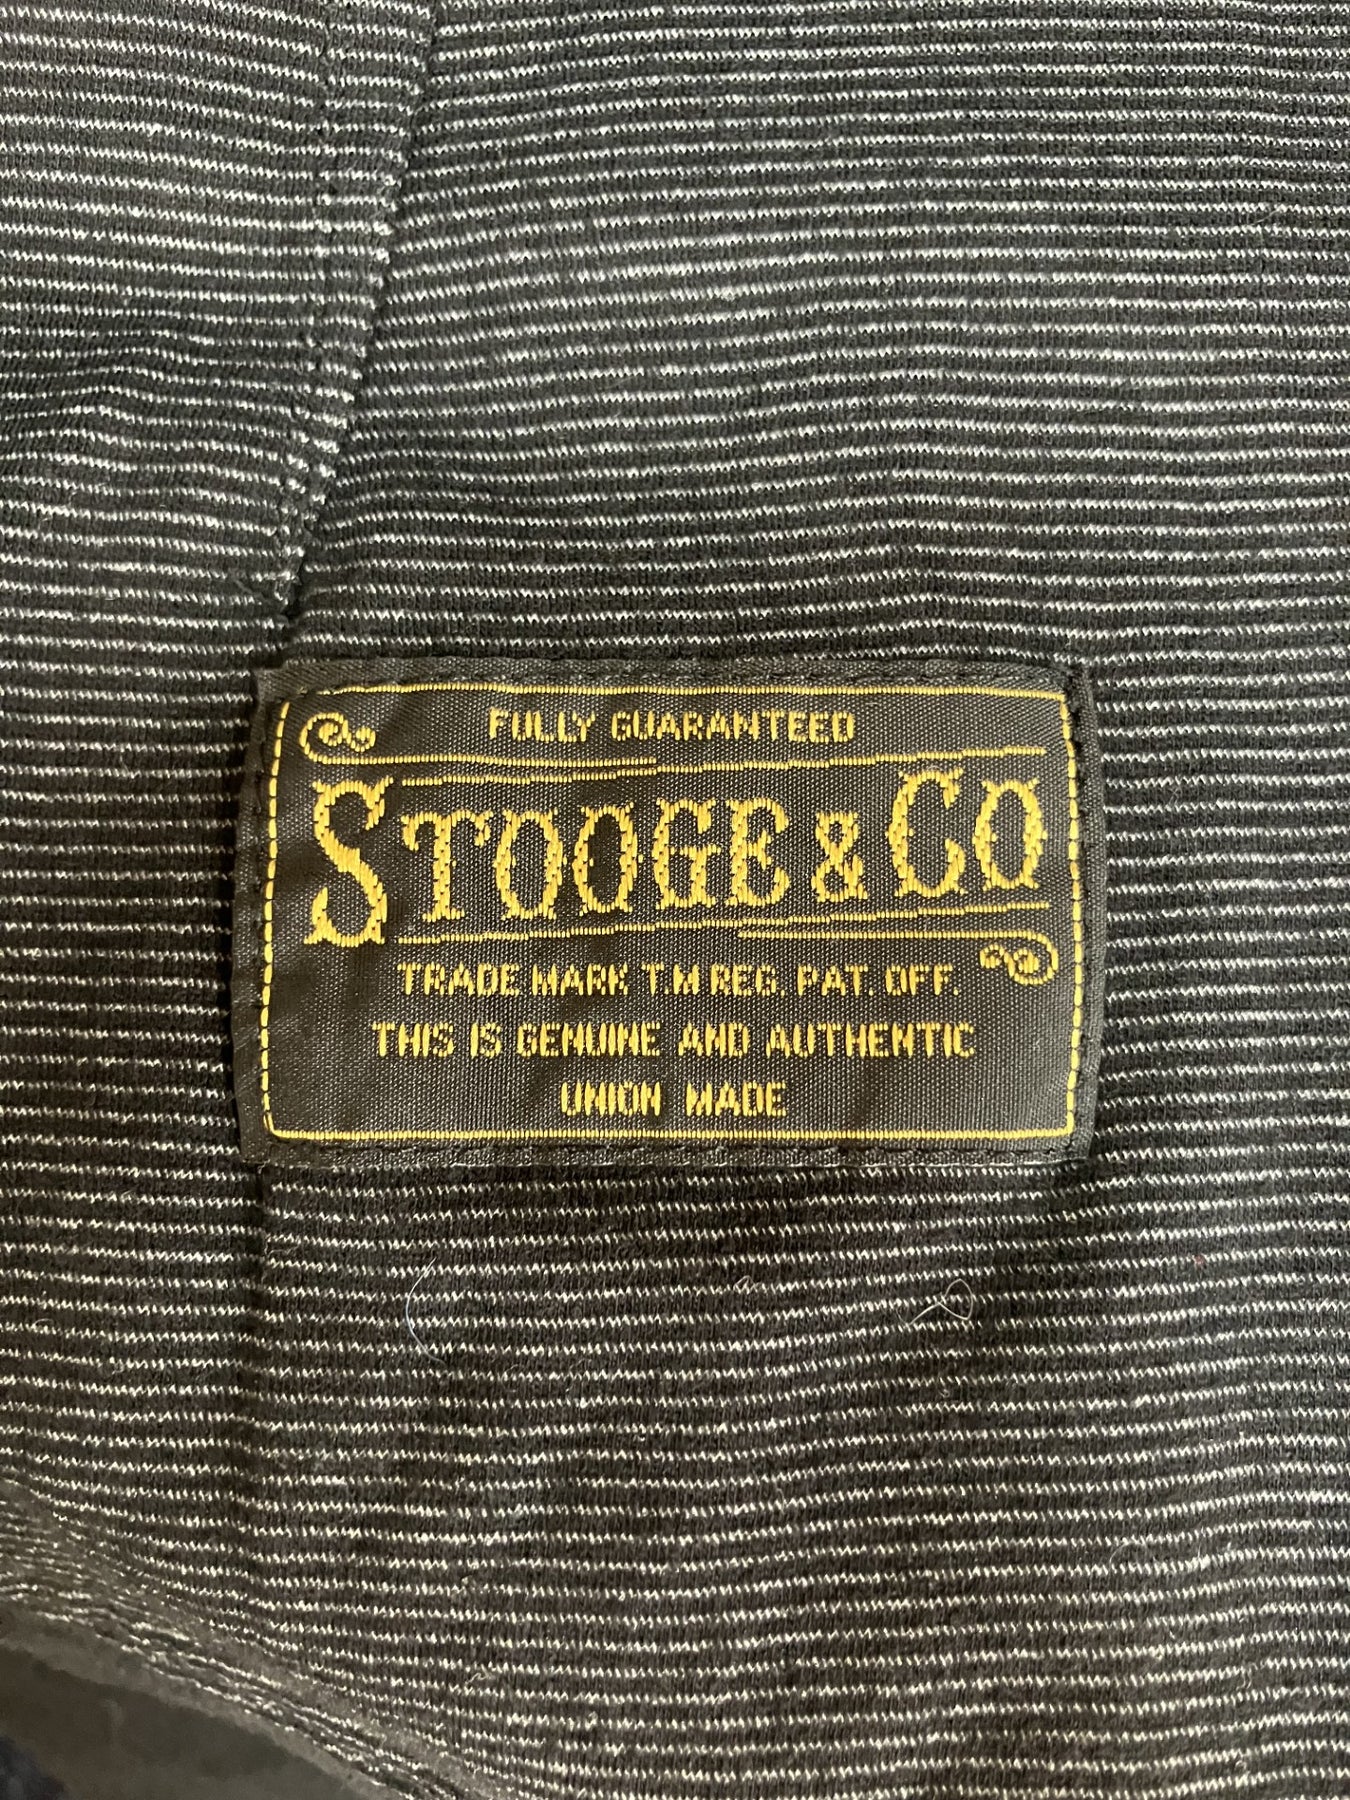 FULLY GUARANTEED
STOOGE & CO
TRADE MARK T.M REG. PAT. OFF.
THIS IS GENUINE AND AUTHENTIC
UNION MADE